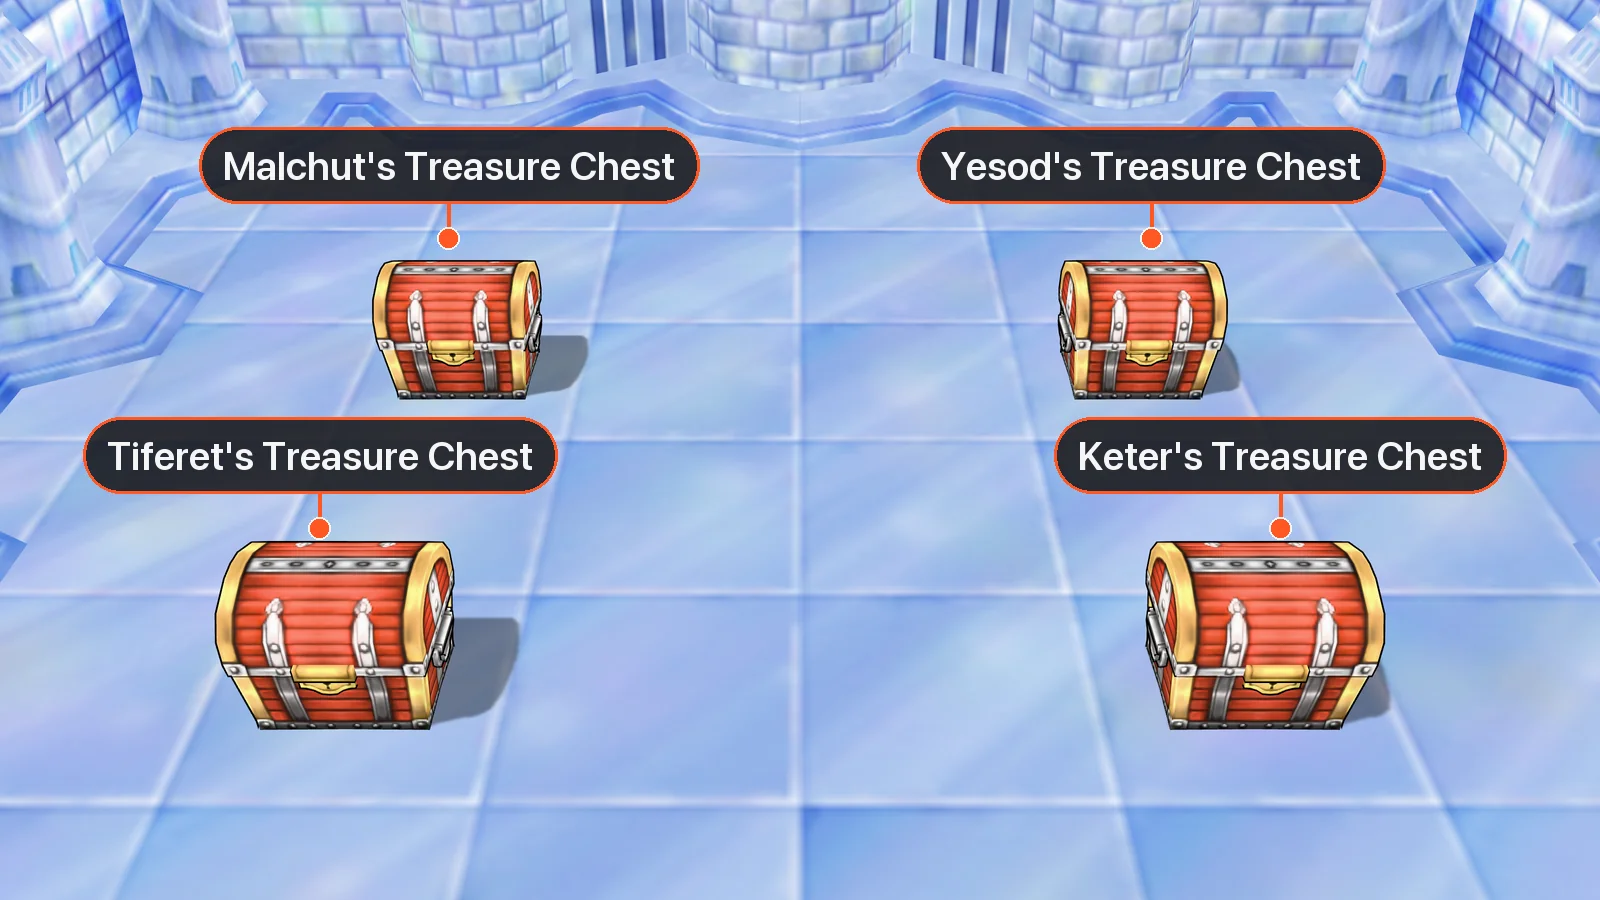 Malchut's Treasure Chest
Yesod's Treasure Chest
Tiferet's Treasure Chest
Keter's Treasure Chest